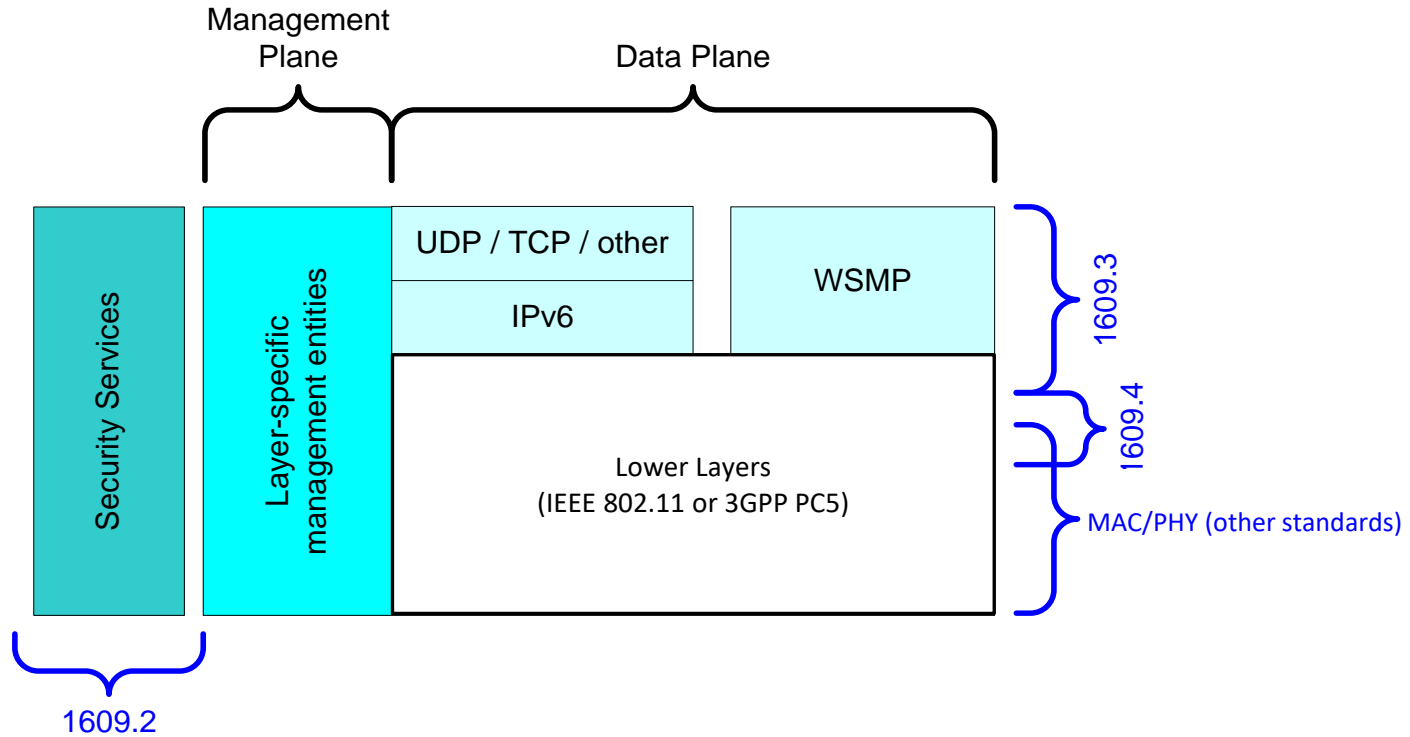 Management
Plane
Data Plane
Security Services
Layer-specific
management entities
UDP / TCP / other
IPv6
WSMP
Lower Layers
(IEEE 802.11 or 3GPP PC5)
1609.3
1609.4
MAC/PHY (other standards)
1609.2